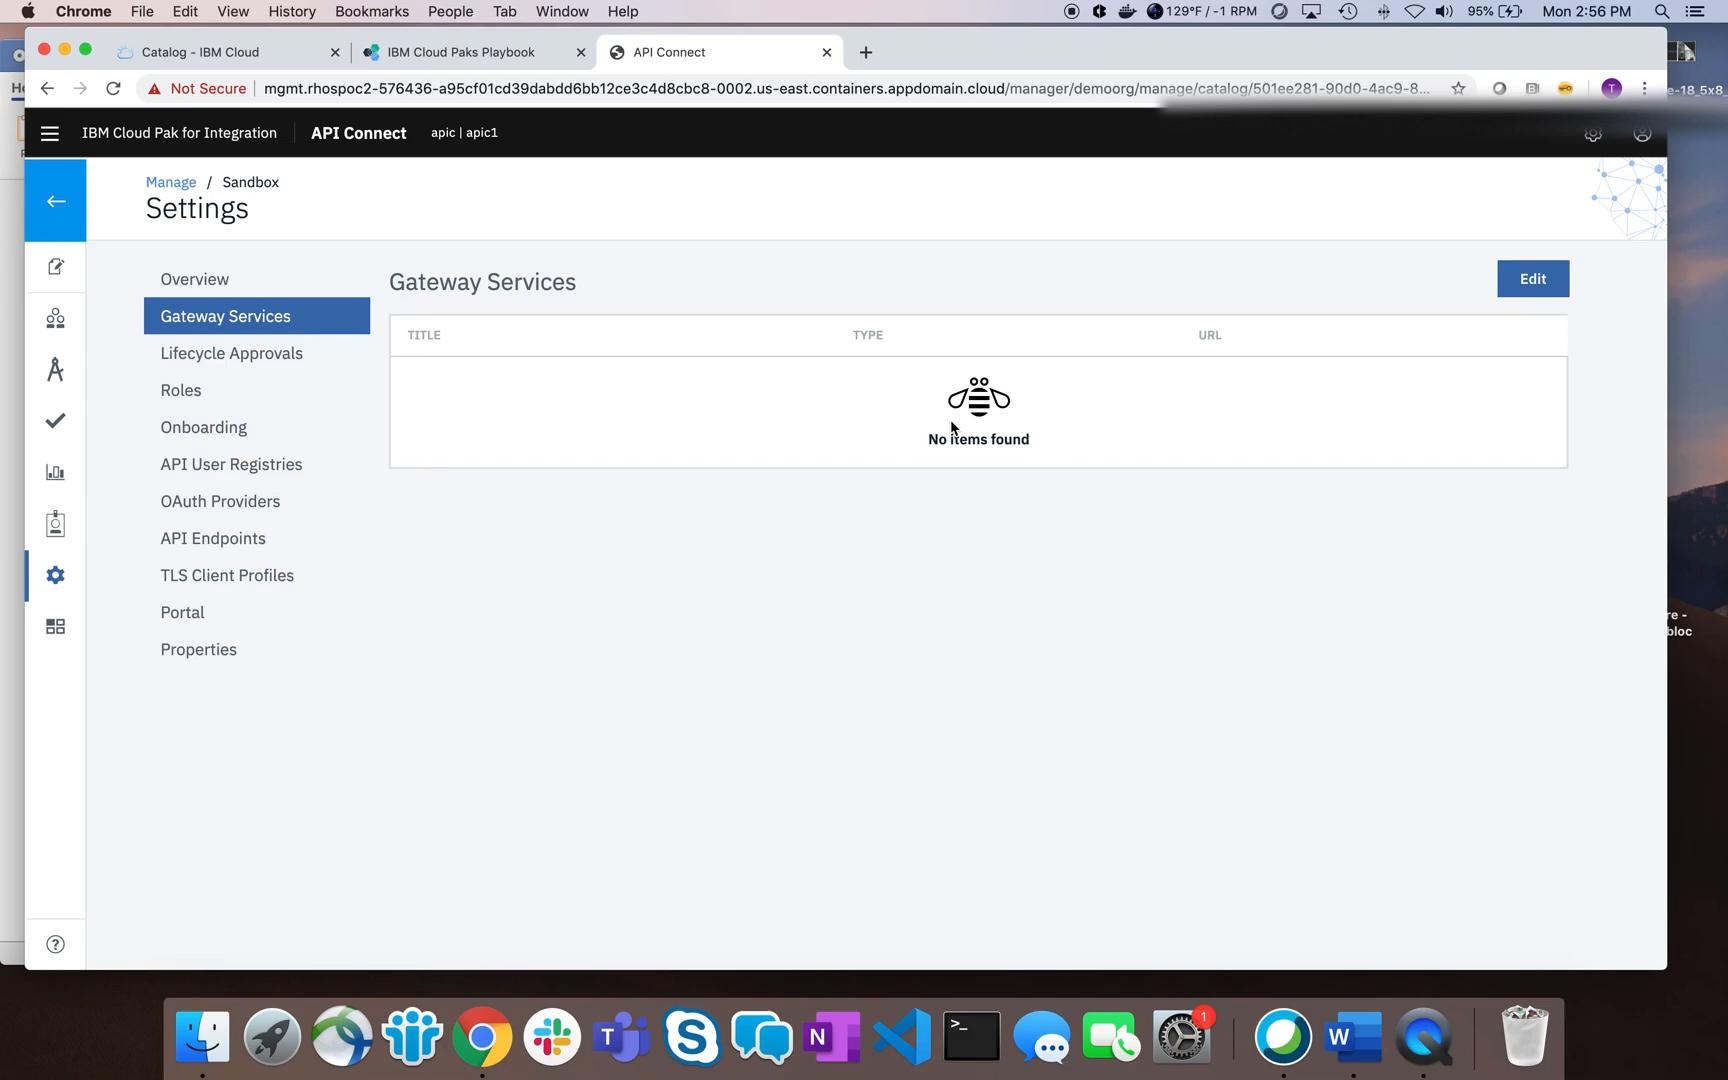 Chrome File Edit View History Bookmarks People Tab Window Help 129°F / -1 RPM 95% Mon 2:56 PM
Catalog - IBM Cloud IBM Cloud Paks Playbook API Connect
Not Secure mgmt.rhospoc2-576436-a95cf01cd39dabdd6bb12ce3c4d8cbc8-0002.us-east.containers.appdomain.cloud/manager/demoorg/manage/catalog/501ee281-90d0-4ac9-8... T e-18_5x8
IBM Cloud Pak for Integration API Connect apic | apic1
Manage / Sandbox
Settings
Overview
Gateway Services
Lifecycle Approvals
Roles
Onboarding
API User Registries
OAuth Providers
API Endpoints
TLS Client Profiles
Portal
Properties
Gateway Services
Edit
TITLE TYPE URL
No items found
re -
bloc
T S N W
1